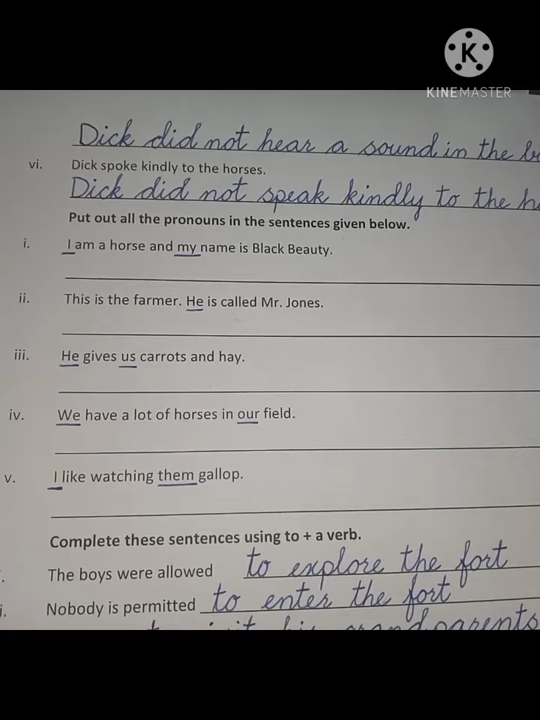 K
KINEMASTER
Dick did not hear a sound in the
vi. Dick spoke kindly to the horses.
Dick did not speak kindly to the
Put out all the pronouns in the sentences given below.
i. I am a horse and my name is Black Beauty.
ii. This is the farmer. He is called Mr. Jones.
iii. He gives us carrots and hay.
iv. We have a lot of horses in our field.
v. I like watching them gallop.
Complete these sentences using to + a verb.
The boys were allowed to explore the fort
i. Nobody is permitted to enter the fort
grandparents